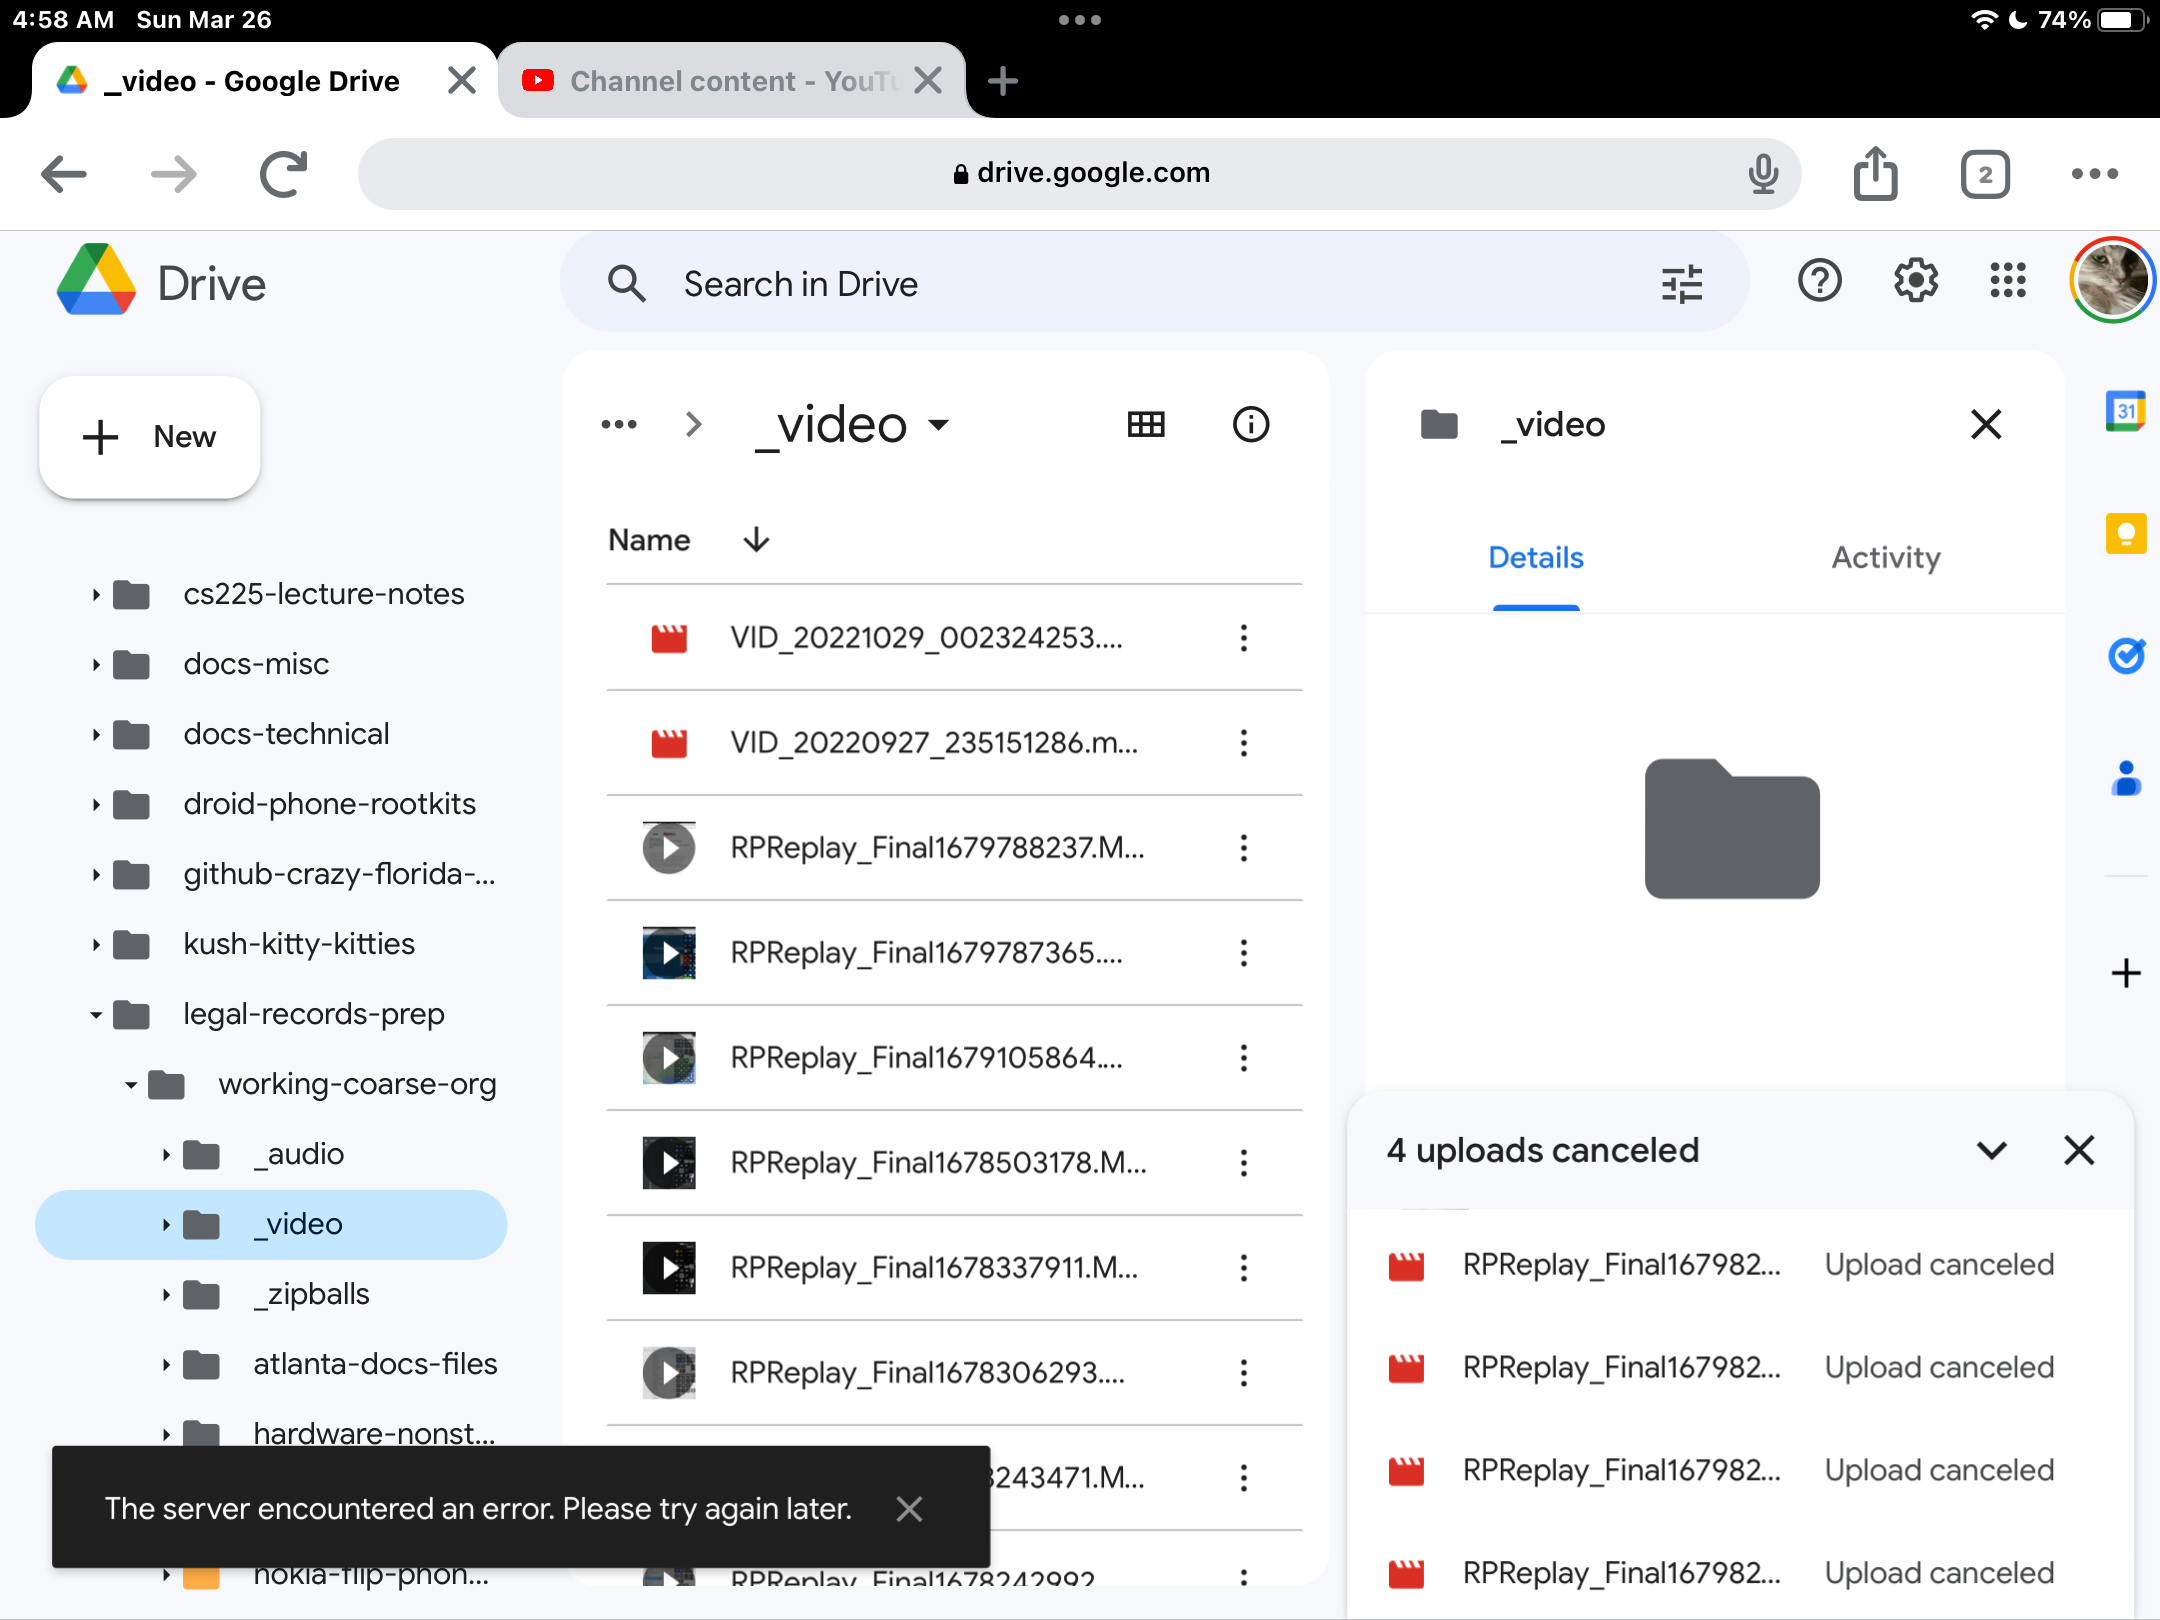 4:58 AM Sun Mar 26
74%
_video - Google Drive
Channel content - YouTu
drive.google.com
2
Drive
Search in Drive
New
_video
_video
31
Name
Details
Activity
cs225-lecture-notes
docs-misc
docs-technical
droid-phone-rootkits
github-crazy-florida-...
kush-kitty-kitties
legal-records-prep
working-coarse-org
_audio
_video
_zipballs
atlanta-docs-files
hardware-nonst...
nokia-flip-phon...
VID_20221029_002324253....
VID_20220927_235151286.m...
RPReplay_Final1679788237.M...
RPReplay_Final1679787365....
RPReplay_Final1679105864....
RPReplay_Final1678503178.M...
RPReplay_Final1678337911.M...
RPReplay_Final1678306293....
3243471.M...
RPReplay_Final1678242992
4 uploads canceled
RPReplay_Final167982... Upload canceled
RPReplay_Final167982... Upload canceled
RPReplay_Final167982... Upload canceled
RPReplay_Final167982... Upload canceled
The server encountered an error. Please try again later.